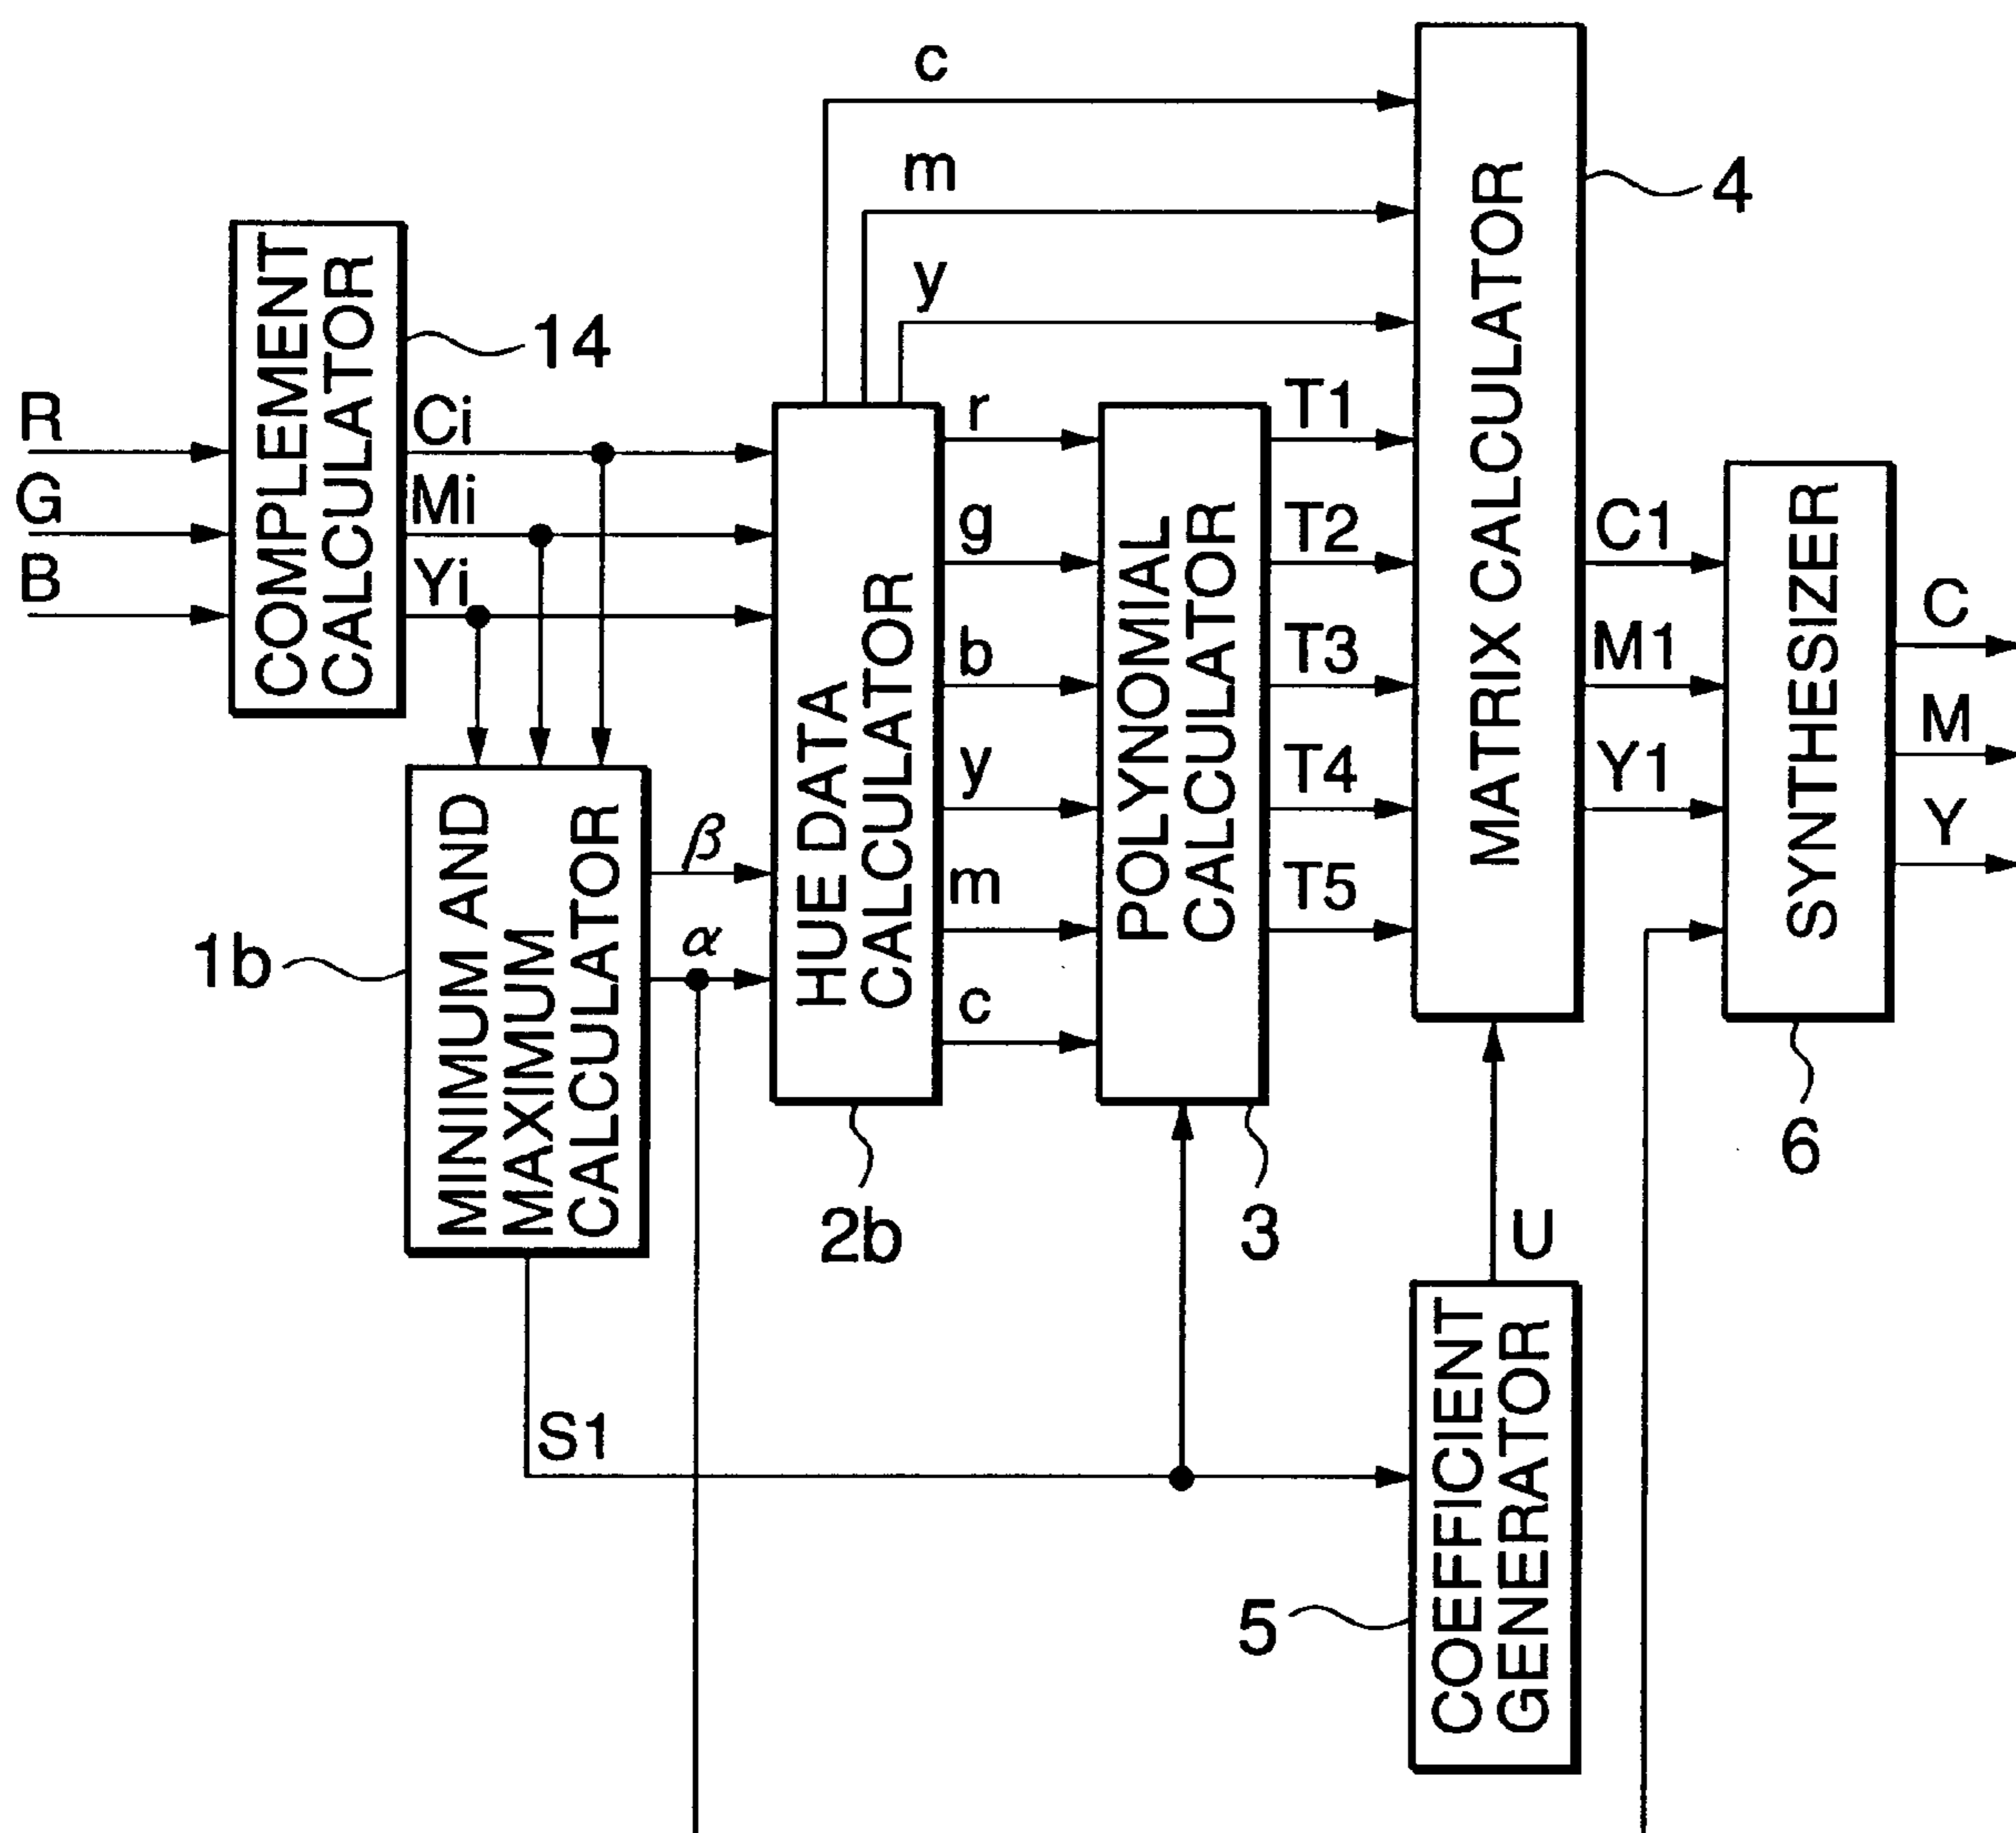 c
m
y
4
COMPLEMENT
CALCULATOR
14
R
G
B
Ci
Mi
Yi
HUE DATA
CALCULATOR
r
g
b
y
m
c
POLYNOMIAL
CALCULATOR
T1
T2
T3
T4
T5
MATRIX CALCULATOR
C1
M1
Y1
SYNTHESIZER
C
M
Y
MINIMUM AND
MAXIMUM
CALCULATOR
1b
β
α
2b
3
6
U
S1
COEFFICIENT
GENERATOR
5